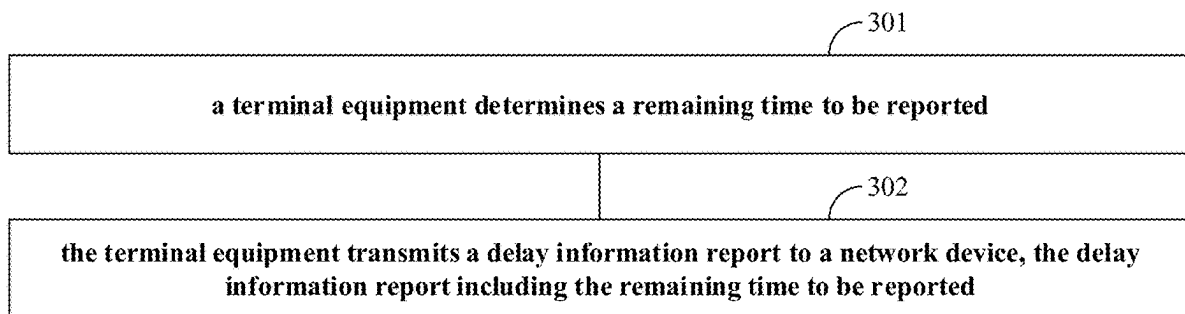 301
a terminal equipment determines a remaining time to be reported
302
the terminal equipment transmits a delay information report to a network device, the delay
information report including the remaining time to be reported